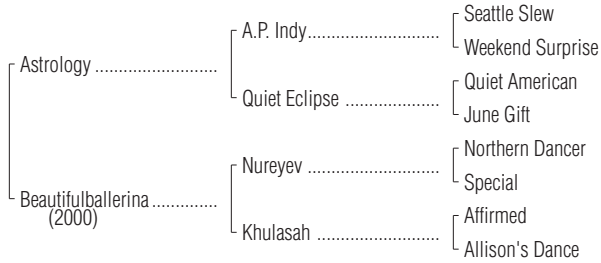 Seattle Slew
A.P. Indy..............................
Weekend Surprise
Astrology ............................
Quiet American
Quiet Eclipse ......................
June Gift
Northern Dancer
Nureyev ..............................
Special
Beautifulballerina...............
(2000)
Affirmed
Khulasah ............................
Allison's Dance